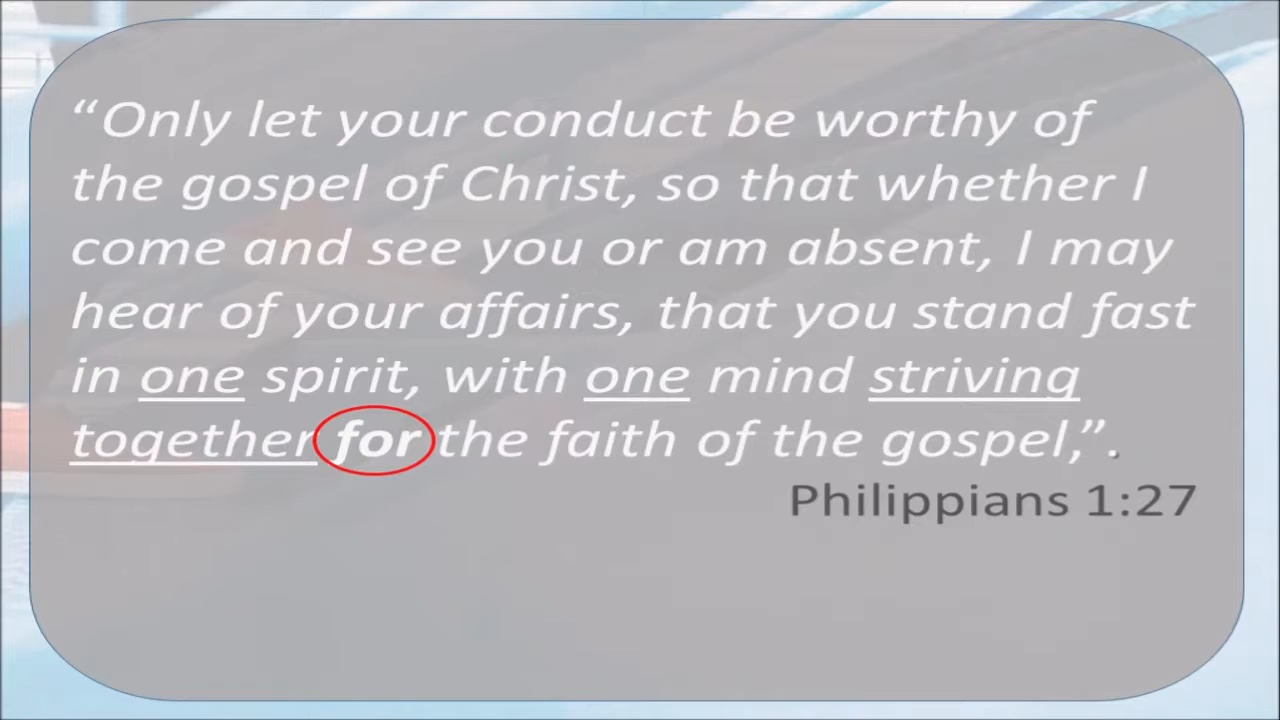 “Only let your conduct be worthy of
the gospel of Christ, so that whether I
come and see you or am absent, I may
hear of your affairs, that you stand fast
in one spirit, with one mind striving
together for the faith of the gospel,”.
Philippians 1:27